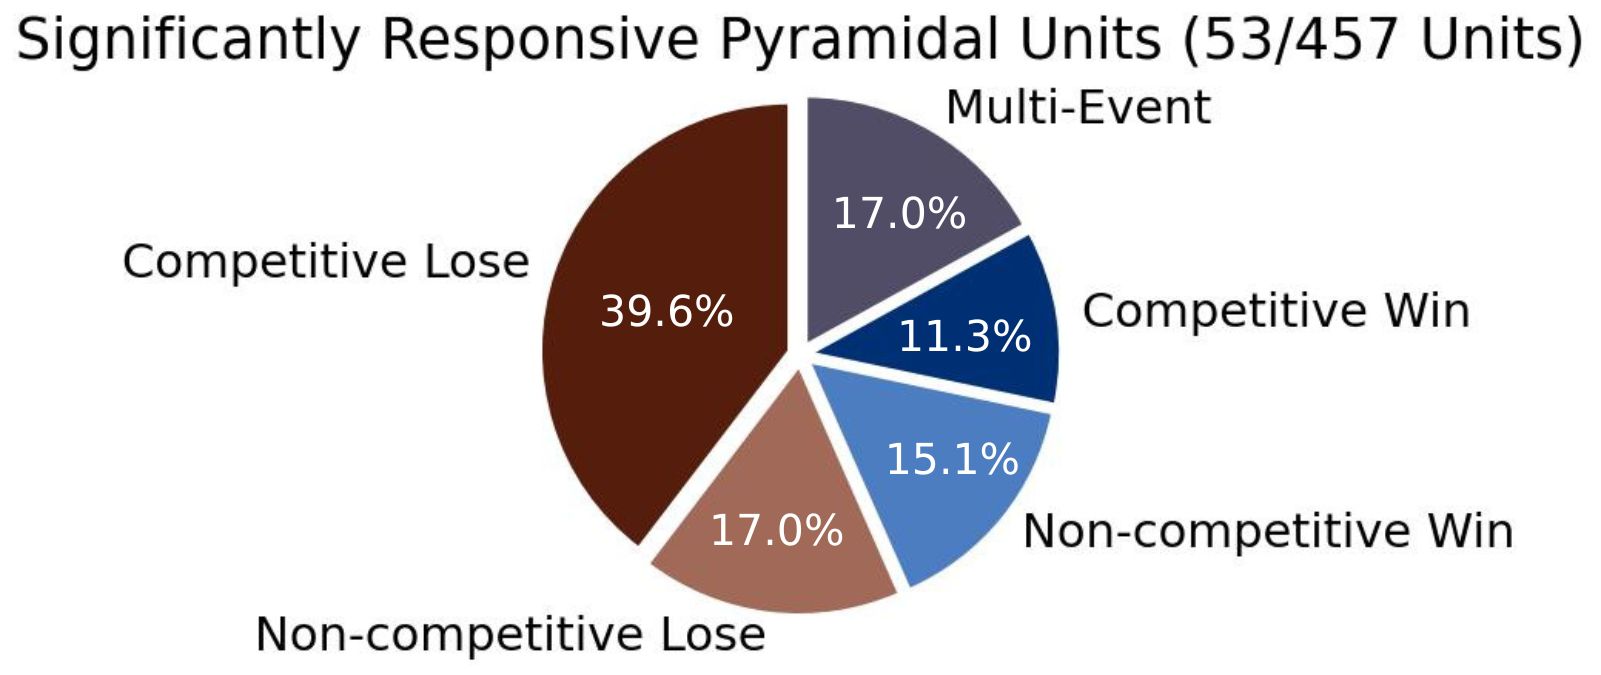 Significantly Responsive Pyramidal Units (53/457 Units)
Multi-Event
17.0%
Competitive Lose
39.6%
Competitive Win
11.3%
15.1%
Non-competitive Win
17.0%
Non-competitive Lose